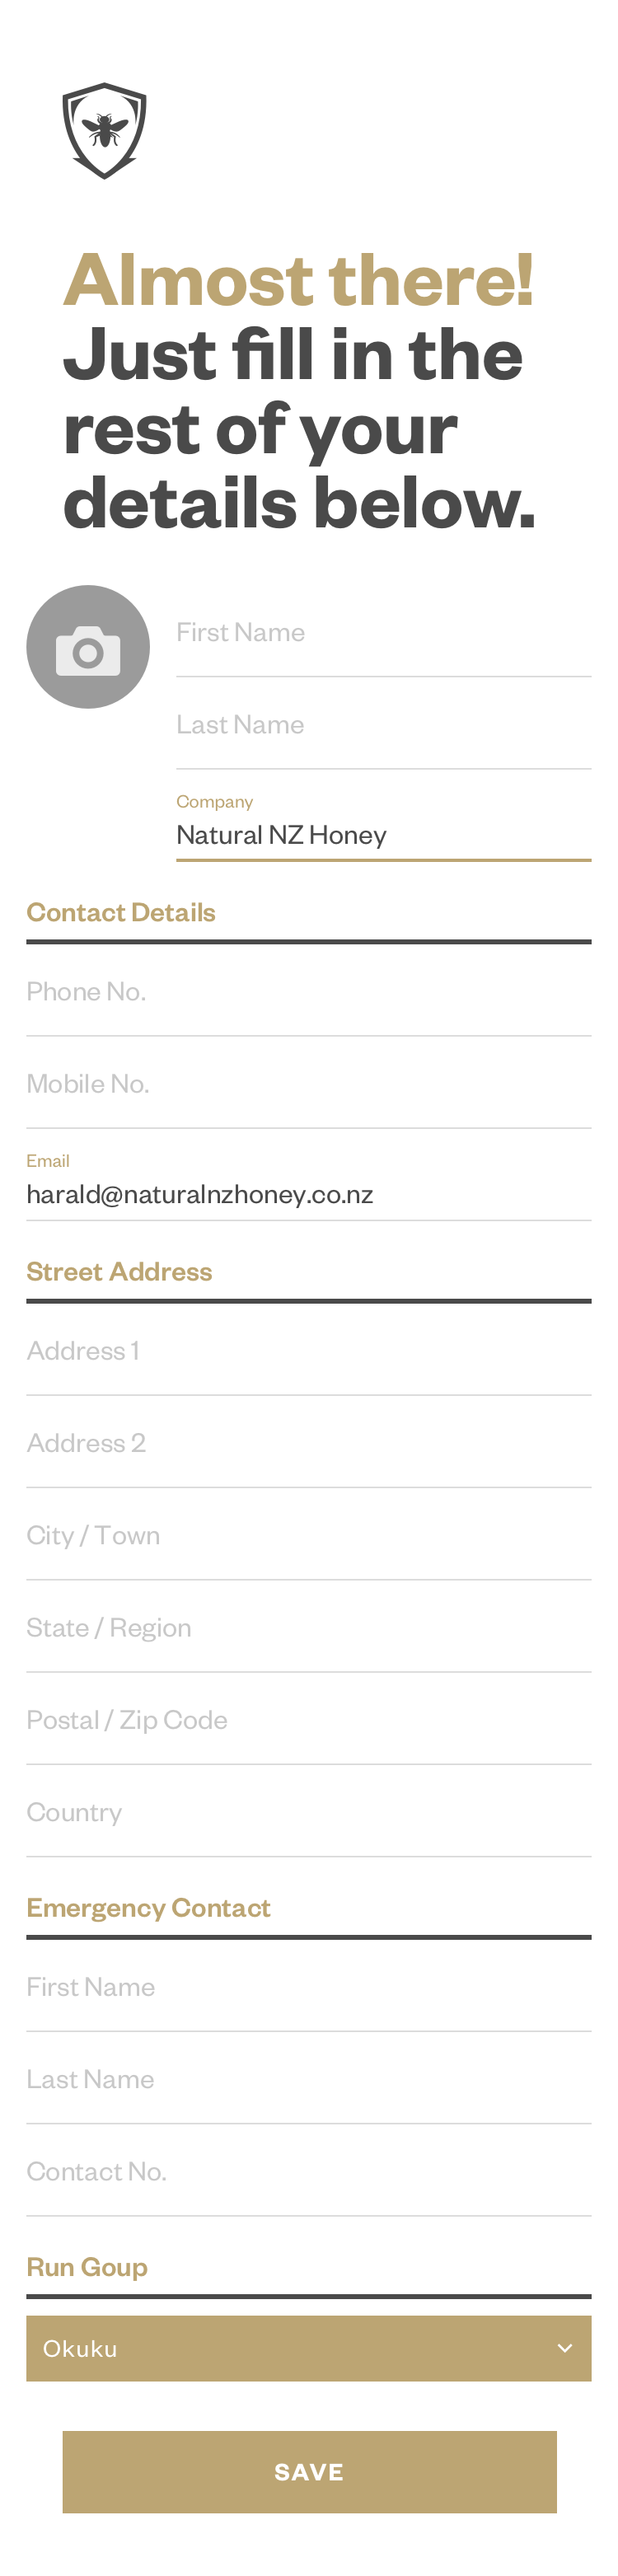 Almost there!
Just fill in the
rest of your
details below.
First Name
Last Name
Company
Natural NZ Honey
Contact Details
Phone No.
Mobile No.
Email
harald@naturalnzhoney.co.nz
Street Address
Address 1
Address 2
City / Town
State / Region
Postal / Zip Code
Country
Emergency Contact
First Name
Last Name
Contact No.
Run Goup
Okuku
SAVE